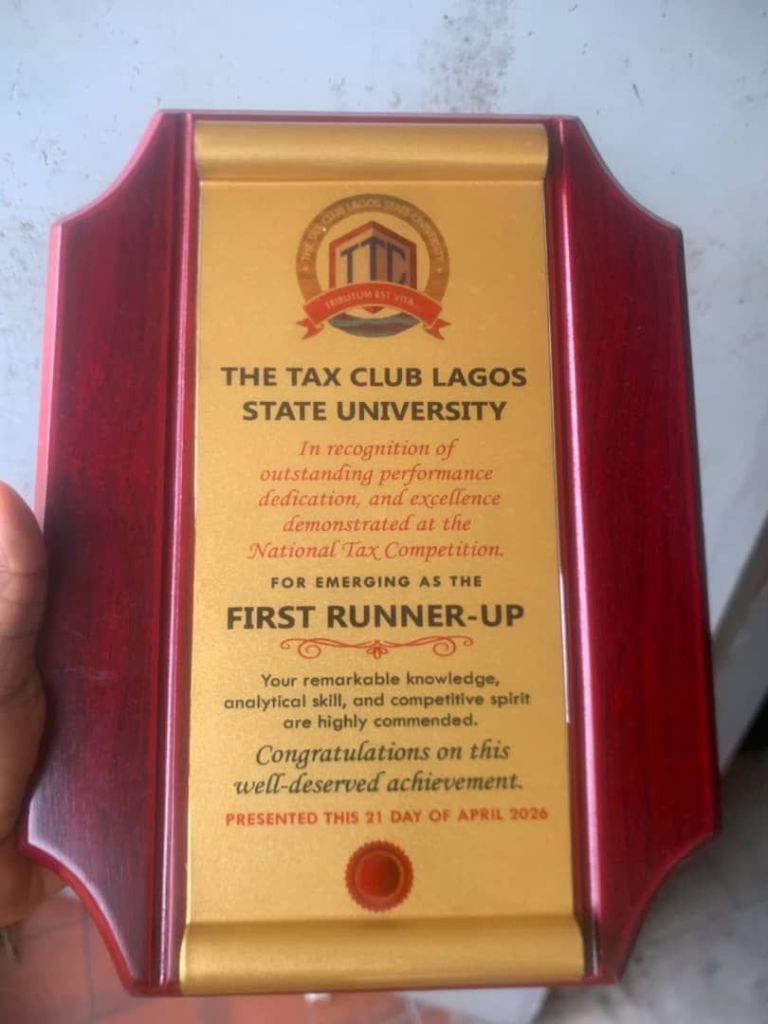 THE TAX CLUB LAGOS STATE UNIVERSITY
TTC
TRIBUTUM EST VITA
THE TAX CLUB LAGOS
STATE UNIVERSITY
In recognition of
outstanding performance
dedication, and excellence
demonstrated at the
National Tax Competition.
FOR EMERGING AS THE
FIRST RUNNER-UP
Your remarkable knowledge,
analytical skill, and competitive spirit
are highly commended.
Congratulations on this
well-deserved achievement.
PRESENTED THIS 21 DAY OF APRIL 2026